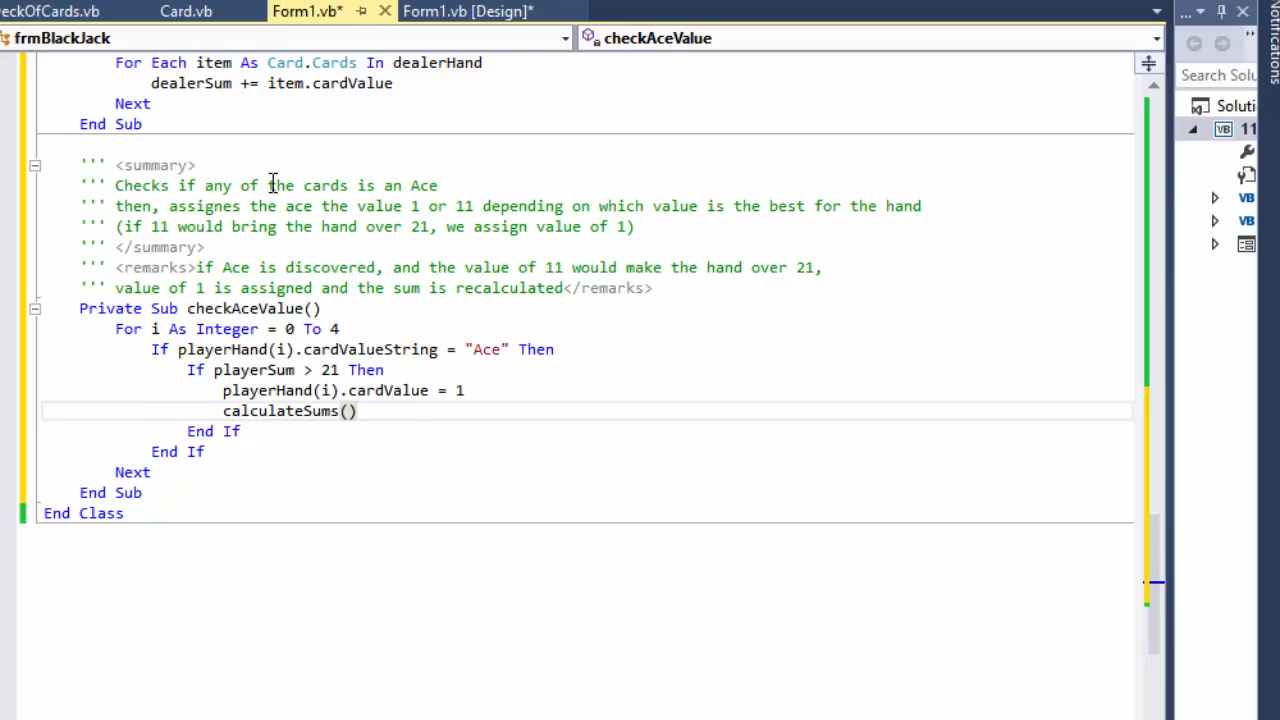 eckOfCards.vb Card.vb Form1.vb* Form1.vb [Design]*
frmBlackJack checkAceValue
For Each item As Card.Cards In dealerHand
dealerSum += item.cardValue
Next
End Sub
''' <summary>
''' Checks if any of the cards is an Ace
''' then, assignes the ace the value 1 or 11 depending on which value is the best for the hand
''' (if 11 would bring the hand over 21, we assign value of 1)
''' </summary>
''' <remarks>if Ace is discovered, and the value of 11 would make the hand over 21,
''' value of 1 is assigned and the sum is recalculated</remarks>
Private Sub checkAceValue()
For i As Integer = 0 To 4
If playerHand(i).cardValueString = "Ace" Then
If playerSum > 21 Then
playerHand(i).cardValue = 1
calculateSums()
End If
End If
Next
End Sub
End Class
...
Search Solu
Soluti
VB 11
VB
VB
Notifications